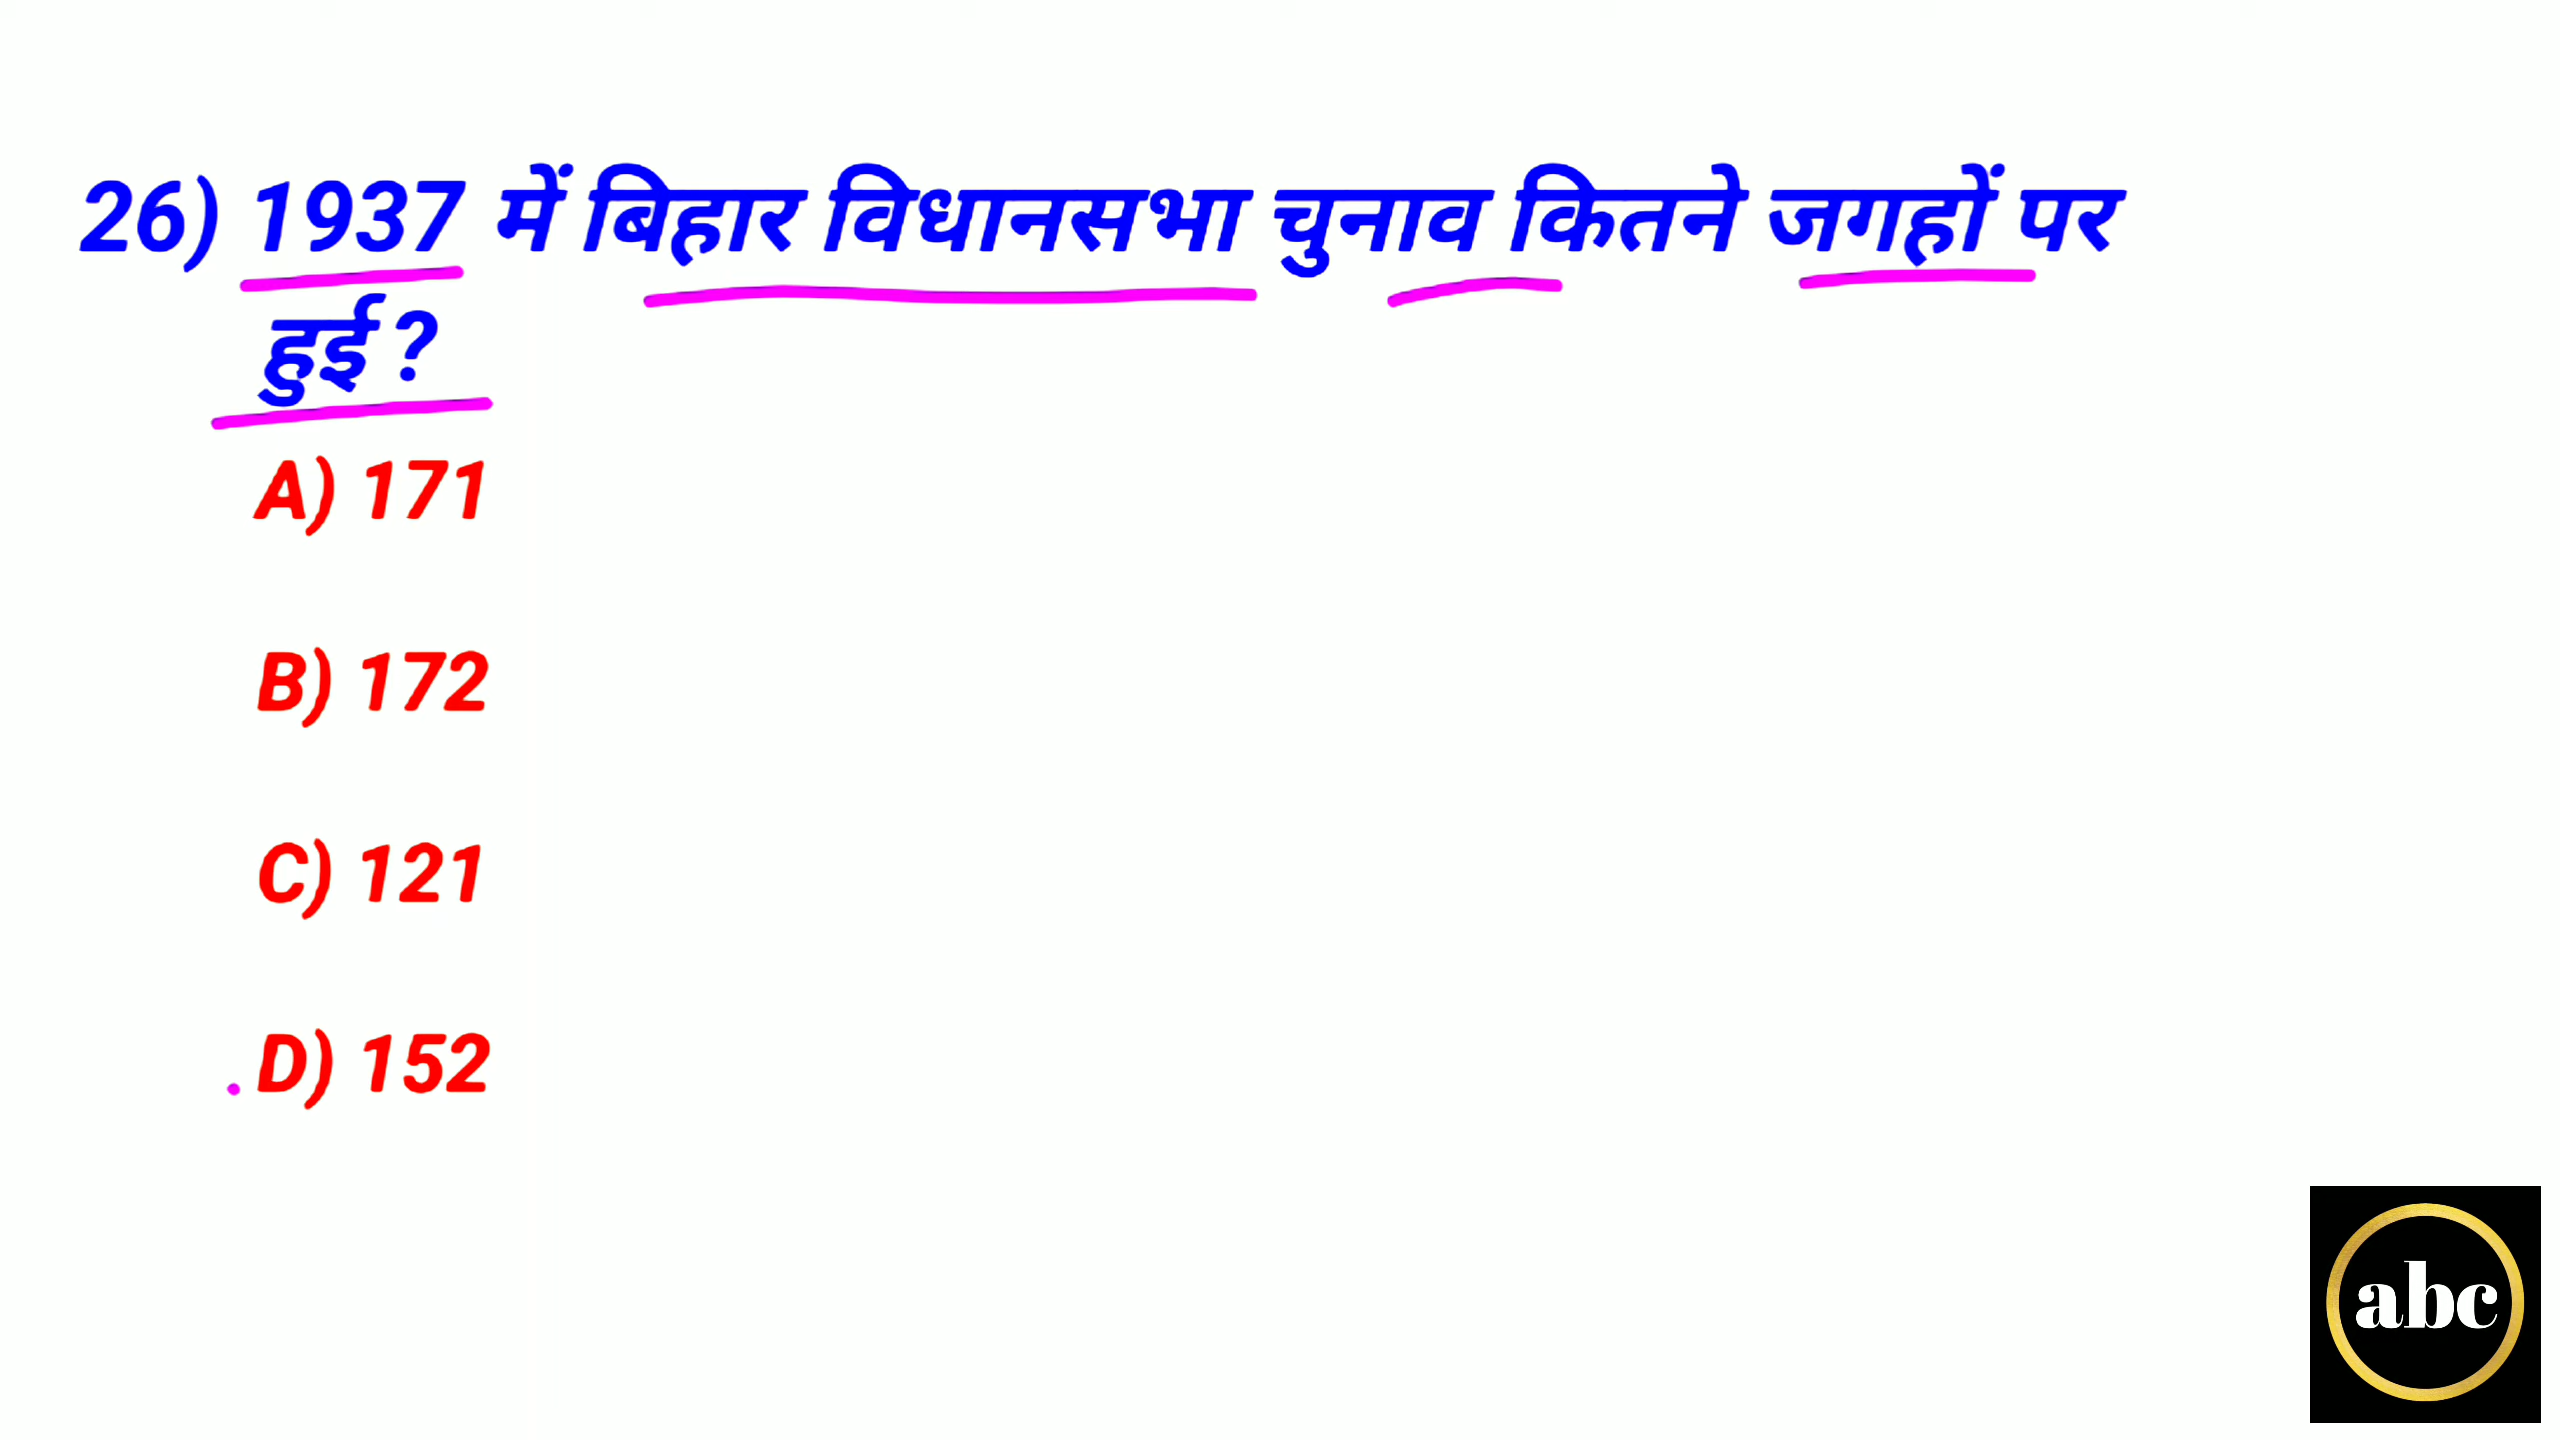 26) 1937 में बिहार विधानसभा चुनाव कितने जगहों पर
हुई ?
A) 171
B) 172
C) 121
D) 152
abc